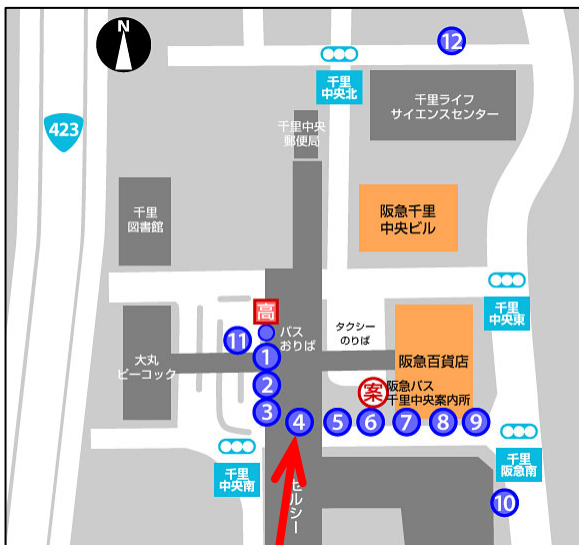 N
12
千里
中央北
千里ライフ
サイエンスセンター
423
千里中央
郵便局
千里
図書館
阪急千里
中央ビル
千里
中央東
高
バス
おりば
タクシー
のりば
11
1
大丸
ピーコック
阪急百貨店
2
案
阪急バス
千里中央案内所
3
4
5
6
7
8
9
千里
中央南
千里
阪急南
セルシー
10